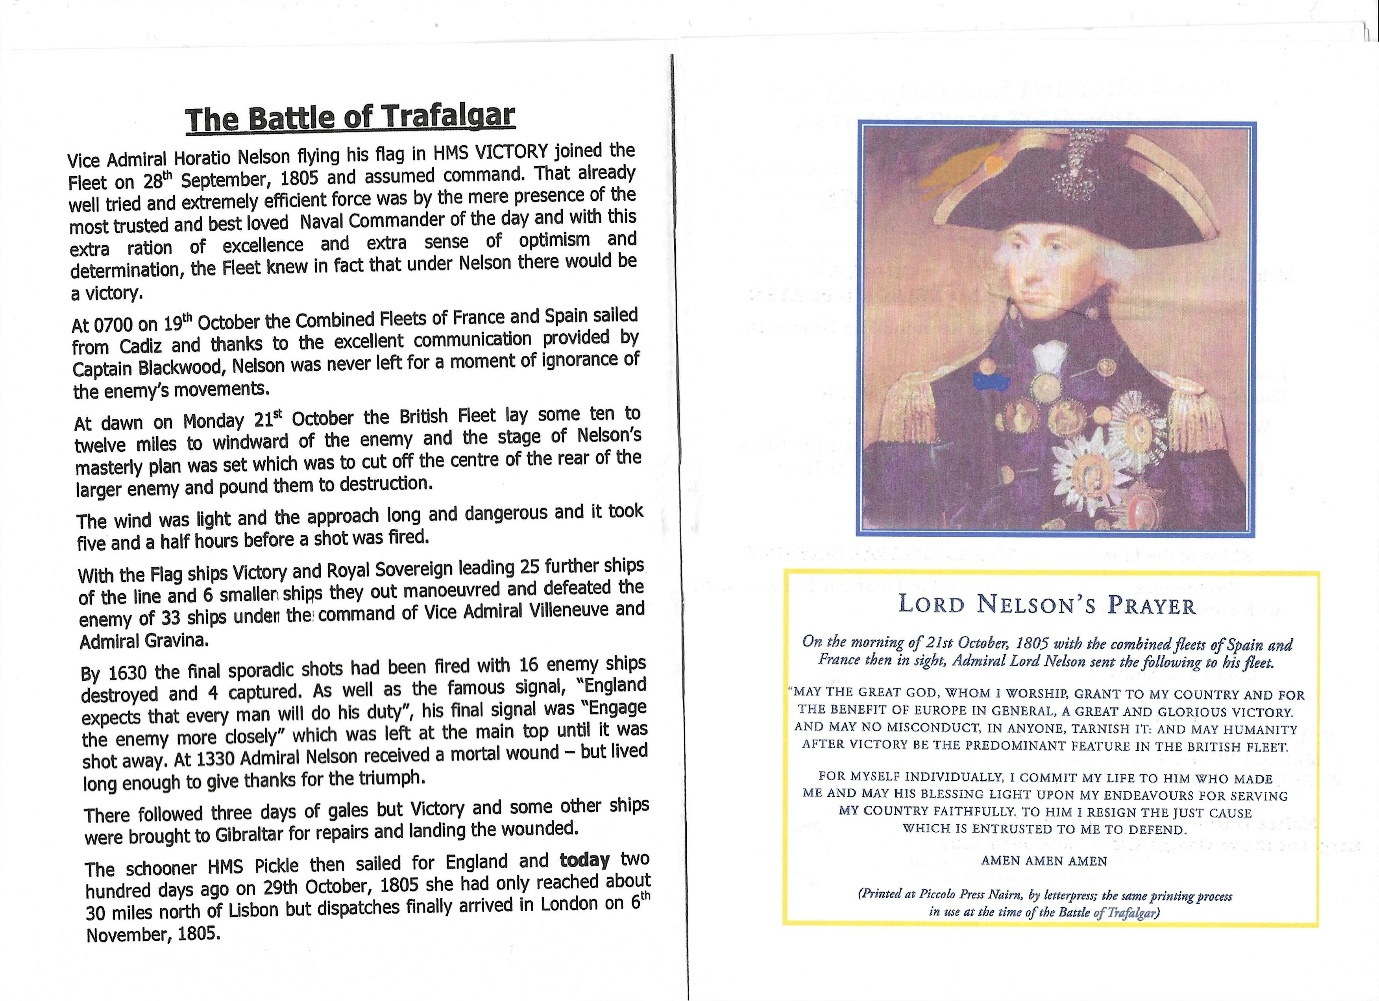 The Battle of Trafalgar
Vice Admiral Horatio Nelson flying his flag in HMS VICTORY joined the
Fleet on 28th September, 1805 and assumed command. That already
well tried and extremely efficient force was by the mere presence of the
most trusted and best loved Naval Commander of the day and with this
extra ration of excellence and extra sense of optimism and
determination, the Fleet knew in fact that under Nelson there would be
a victory.
At 0700 on 19th October the Combined Fleets of France and Spain sailed
from Cadiz and thanks to the excellent communication provided by
Captain Blackwood, Nelson was never left for a moment of ignorance of
the enemy's movements.
At dawn on Monday 21st October the British Fleet lay some ten to
twelve miles to windward of the enemy and the stage of Nelson's
masterly plan was set which was to cut off the centre of the rear of the
larger enemy and pound them to destruction.
The wind was light and the approach long and dangerous and it took
five and a half hours before a shot was fired.
With the Flag ships Victory and Royal Sovereign leading 25 further ships
of the line and 6 smaller ships they out manoeuvred and defeated the
enemy of 33 ships under the command of Vice Admiral Villeneuve and
Admiral Gravina.
By 1630 the final sporadic shots had been fired with 16 enemy ships
destroyed and 4 captured. As well as the famous signal, "England
expects that every man will do his duty", his final signal was "Engage
the enemy more closely" which was left at the main top until it was
shot away. At 1330 Admiral Nelson received a mortal wound – but lived
long enough to give thanks for the triumph.
There followed three days of gales but Victory and some other ships
were brought to Gibraltar for repairs and landing the wounded.
The schooner HMS Pickle then sailed for England and today two
hundred days ago on 29th October, 1805 she had only reached about
30 miles north of Lisbon but dispatches finally arrived in London on 6th
November, 1805.
LORD NELSON'S PRAYER
On the morning of 21st October, 1805 with the combined fleets of Spain and
France then in sight, Admiral Lord Nelson sent the following to his fleet.
"MAY THE GREAT GOD, WHOM I WORSHIP, GRANT TO MY COUNTRY AND FOR
THE BENEFIT OF EUROPE IN GENERAL, A GREAT AND GLORIOUS VICTORY.
AND MAY NO MISCONDUCT, IN ANYONE, TARNISH IT: AND MAY HUMANITY
AFTER VICTORY BE THE PREDOMINANT FEATURE IN THE BRITISH FLEET.
FOR MYSELF INDIVIDUALLY, I COMMIT MY LIFE TO HIM WHO MADE
ME AND MAY HIS BLESSING LIGHT UPON MY ENDEAVOURS FOR SERVING
MY COUNTRY FAITHFULLY. TO HIM I RESIGN THE JUST CAUSE
WHICH IS ENTRUSTED TO ME TO DEFEND.
AMEN AMEN AMEN
(Printed at Piccolo Press Nairn, by letterpress; the same printing process
in use at the time of the Battle of Trafalgar)